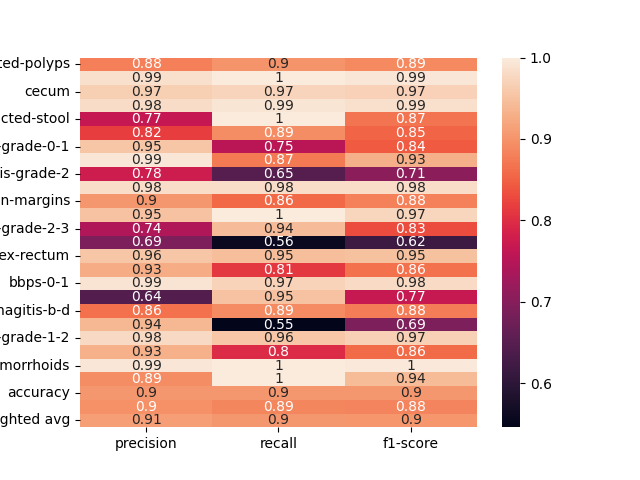 ted-polyps 0.88 0.9 0.89 1.0
0.99 1 0.99
cecum 0.97 0.97 0.97
0.98 0.99 0.99
cted-stool 0.77 1 0.87
0.82 0.89 0.85 0.9
-grade-0-1 0.95 0.75 0.84
0.99 0.87 0.93
is-grade-2 0.78 0.65 0.71
0.98 0.98 0.98
n-margins 0.9 0.86 0.88
0.95 1 0.97 0.8
-grade-2-3 0.74 0.94 0.83
0.69 0.56 0.62
ex-rectum 0.96 0.95 0.95
0.93 0.81 0.86
bbps-0-1 0.99 0.97 0.98
0.64 0.95 0.77 0.7
nagitis-b-d 0.86 0.89 0.88
0.94 0.55 0.69
-grade-1-2 0.98 0.96 0.97
0.93 0.8 0.86
morrhoids 0.99 1 1
0.89 1 0.94 0.6
accuracy 0.9 0.9 0.9
0.9 0.89 0.88
ghted avg 0.91 0.9 0.9
precision recall f1-score